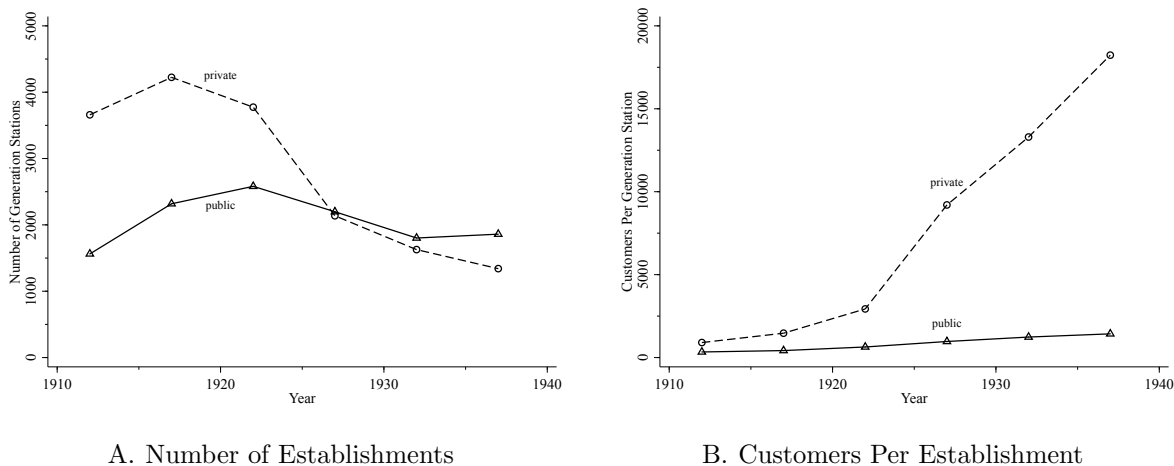 Number of Generation Stations
5000
4000
3000
2000
1000
0
private
public
1910
1920
1930
1940
Year
A. Number of Establishments
Customers Per Generation Station
20000
15000
10000
5000
0
private
public
1910
1920
1930
1940
Year
B. Customers Per Establishment